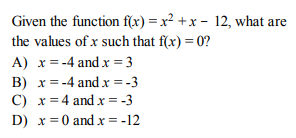 Given the function f(x) = x² + x − 12, what are
the values of x such that f(x) = 0?
A) x = -4 and x = 3
B) x = -4 and x = -3
C) x = 4 and x = -3
D) x = 0 and x = -12